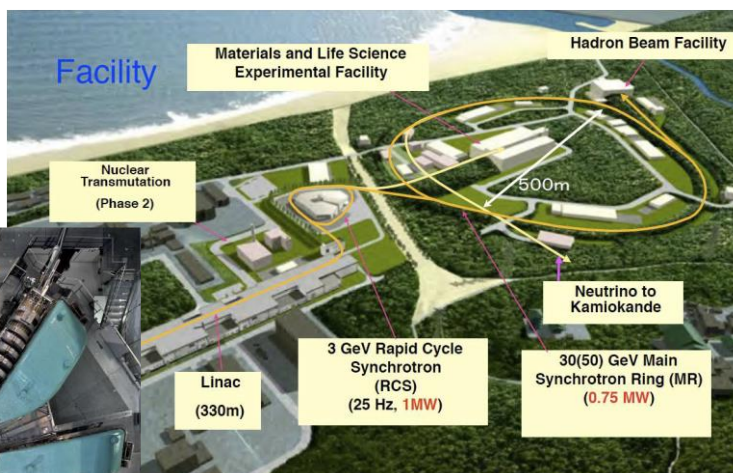 Facility
Materials and Life Science
Experimental Facility
Hadron Beam Facility
Nuclear
Transmutation
(Phase 2)
500m
Neutrino to
Kamiokande
Linac
(330m)
3 GeV Rapid Cycle
Synchrotron
(RCS)
(25 Hz, 1MW)
30(50) GeV Main
Synchrotron Ring (MR)
(0.75 MW)